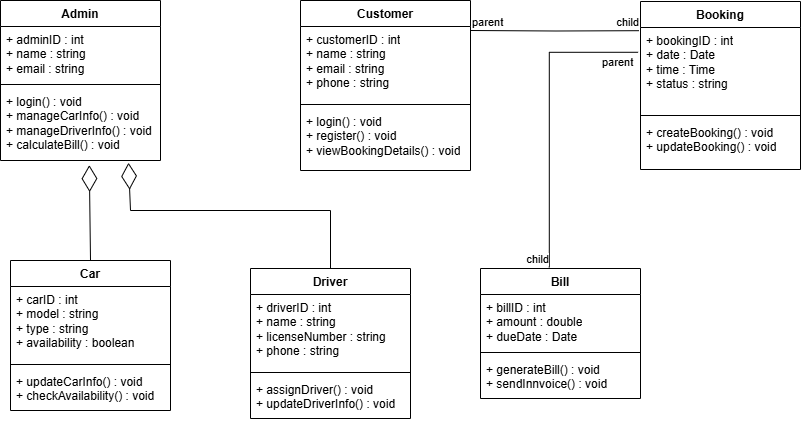 Admin
+ adminID : int
+ name : string
+ email : string
+ login() : void
+ manageCarInfo() : void
+ manageDriverInfo() : void
+ calculateBill() : void
Customer
+ customerID : int
+ name : string
+ email : string
+ phone : string
+ login() : void
+ register() : void
+ viewBookingDetails() : void
parent
child
Booking
+ bookingID : int
+ date : Date
+ time : Time
+ status : string
+ createBooking() : void
+ updateBooking() : void
parent
child
Car
+ carID : int
+ model : string
+ type : string
+ availability : boolean
+ updateCarInfo() : void
+ checkAvailability() : void
Driver
+ driverID : int
+ name : string
+ licenseNumber : string
+ phone : string
+ assignDriver() : void
+ updateDriverInfo() : void
Bill
+ billID : int
+ amount : double
+ dueDate : Date
+ generateBill() : void
+ sendInnvoice() : void